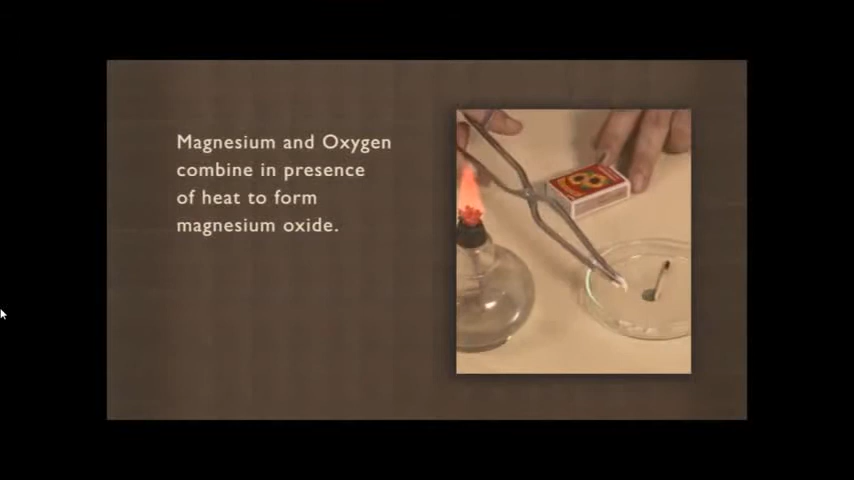 Magnesium and Oxygen
combine in presence
of heat to form
magnesium oxide.